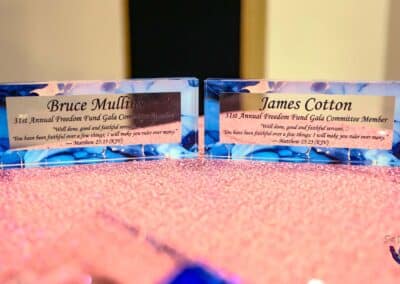 Bruce
31st Annual Freedom Fund Gala Committee Member
"Well done, good and faithful servant.
You have been faithful over a few things; I will make you ruler over many."
— Matthew 25:23 (KJV)
James Cotton
31st Annual Freedom Fund Gala Committee Member
"Well done, good and faithful servant.
You have been faithful over a few things; I will make you ruler over many."
— Matthew 25:23 (KJV)